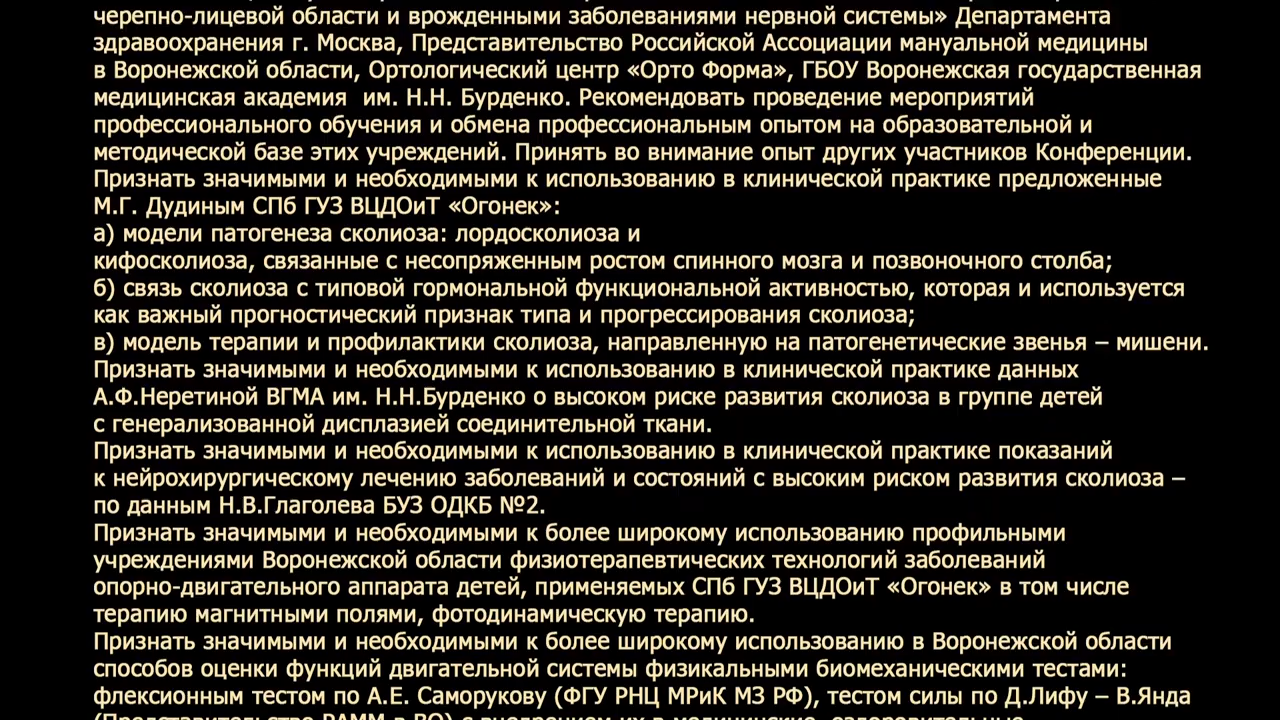 черепно-лицевой области и врожденными заболеваниями нервной системы» Департамента
здравоохранения г. Москва, Представительство Российской Ассоциации мануальной медицины
в Воронежской области, Ортологический центр «Орто Форма», ГБОУ Воронежская государственная
медицинская академия  им. Н.Н. Бурденко. Рекомендовать проведение мероприятий
профессионального обучения и обмена профессиональным опытом на образовательной и
методической базе этих учреждений. Принять во внимание опыт других участников Конференции.
Признать значимыми и необходимыми к использованию в клинической практике предложенные
М.Г. Дудиным СПб ГУЗ ВЦДОиТ «Огонек»:
а) модели патогенеза сколиоза: лордосколиоза и
кифосколиоза, связанные с несопряженным ростом спинного мозга и позвоночного столба;
б) связь сколиоза с типовой гормональной функциональной активностью, которая и используется
как важный прогностический признак типа и прогрессирования сколиоза;
в) модель терапии и профилактики сколиоза, направленную на патогенетические звенья – мишени.
Признать значимыми и необходимыми к использованию в клинической практике данных
А.Ф.Неретиной ВГМА им. Н.Н.Бурденко о высоком риске развития сколиоза в группе детей
с генерализованной дисплазией соединительной ткани.
Признать значимыми и необходимыми к использованию в клинической практике показаний
к нейрохирургическому лечению заболеваний и состояний с высоким риском развития сколиоза –
по данным Н.В.Глаголева БУЗ ОДКБ №2.
Признать значимыми и необходимыми к более широкому использованию профильными
учреждениями Воронежской области физиотерапевтических технологий заболеваний
опорно-двигательного аппарата детей, применяемых СПб ГУЗ ВЦДОиТ «Огонек» в том числе
терапию магнитными полями, фотодинамическую терапию.
Признать значимыми и необходимыми к более широкому использованию в Воронежской области
способов оценки функций двигательной системы физикальными биомеханическими тестами:
флексионным тестом по А.Е. Саморукову (ФГУ РНЦ МРиК МЗ РФ), тестом силы по Д.Лифу – В.Янда